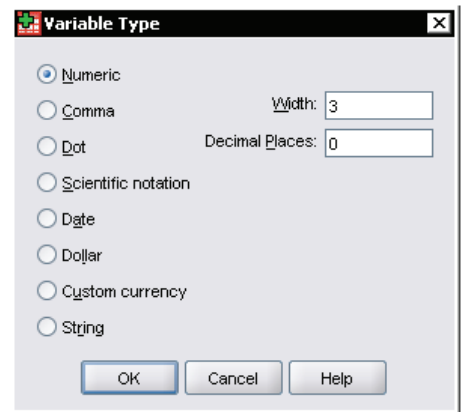 Variable Type
Numeric
Comma
Width: 3
Dot
Decimal Places: 0
Scientific notation
Date
Dollar
Custom currency
String
OK Cancel Help